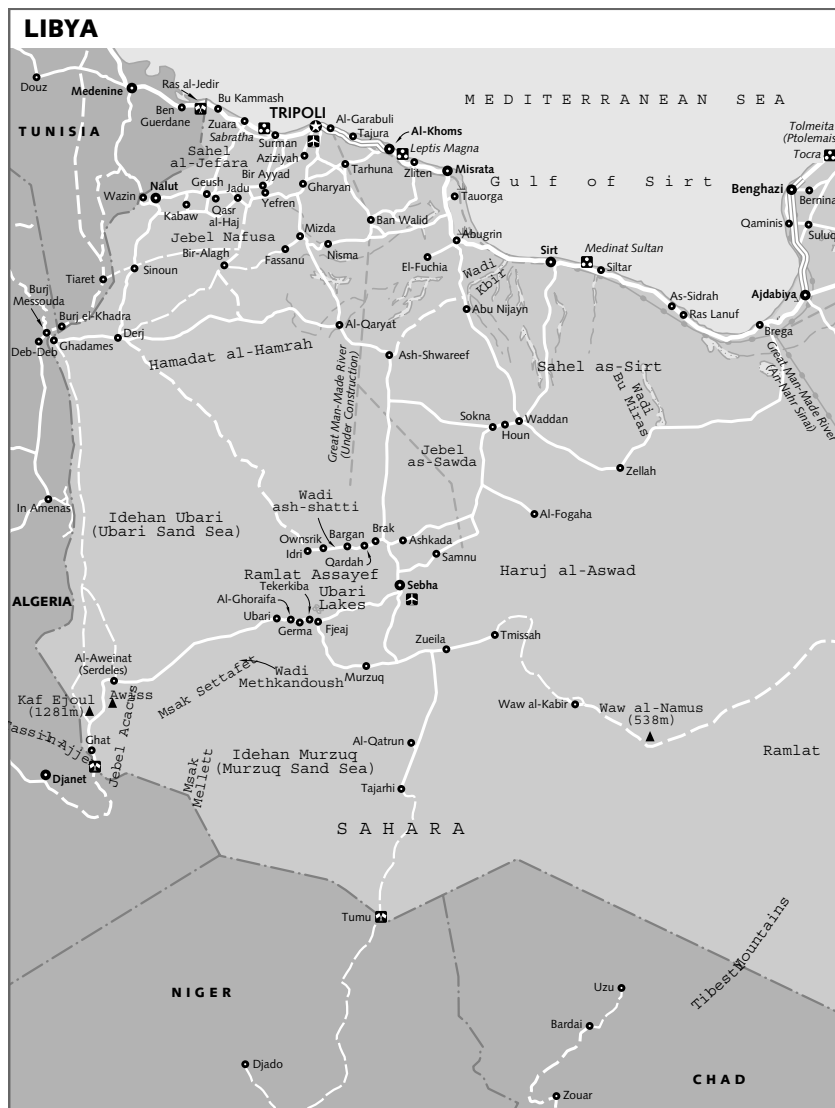 LIBYA
Ras al-Jedir
Douz
Medenine
Bu Kammash
MEDITERRANEAN SEA
Ben
Guerdane
TRIPOLI
Al-Garabuli
TUNISIA
Zuara
Sabratha
Surman
Tajura
Al-Khoms
Leptis Magna
Tolmeita
(Ptolemais
Tocra
Sahel
al-Jefara
Aziziyah
Bir Ayyad
Tarhuna
Zliten
Misrata
Gulf of Sirt
Benghazi
Wazin
Nalut
Geush
Jadu
Yefren
Gharyan
Tauorga
Bernina
Kabaw
Qasr
al-Haj
Jebel Nafusa
Mizda
Ban Walid
Qaminis
Suluq
Bir-Alagh
Fassanu
Nisma
Abugrin
El-Fuchia
Sirt
Medinat Sultan
Siltar
Tiaret
Sinoun
Wadi
Kbir
Burj
Messouda
Burj el-Khadra
Abu Nijayn
As-Sidrah
Ras Lanuf
Ajdabiya
Deb-Deb
Ghadames
Derj
Al-Qaryat
Brega
Hamadat al-Hamrah
Ash-Shwareef
Great Man-Made River
(Under Construction)
Sahel as-Sirt
Wadi
Bu Miras
Great Man-Made River
(An-Nahr Sinai)
Sokna
Houn
Waddan
Jebel
as-Sawda
Zellah
In Amenas
Idehan Ubari
(Ubari Sand Sea)
Wadi
ash-shatti
Al-Fogaha
Ownsrik
Bargan
Brak
Ashkada
Idri
Qardah
Samnu
Ramlat Assayef
Haruj al-Aswad
Sebha
ALGERIA
Tekerkiba
Ubari
Lakes
Al-Ghoraifa
Ubari
Germa
Fjeaj
Zueila
Tmissah
Al-Aweinat
(Serdeles)
Msak Settafet
Wadi
Methkandoush
Murzuq
Kaf Ejoul
(1281m)
Awiss
Waw al-Kabir
Waw al-Namus
(538m)
Tassili Ajjer
Ghat
Jebel Acacus
Msak
Mellett
Idehan Murzuq
(Murzuq Sand Sea)
Al-Qatrun
Ramlat
Djanet
Tajarhi
SAHARA
Tumu
Tibesti Mountains
NIGER
Uzu
Bardai
Djado
CHAD
Zouar